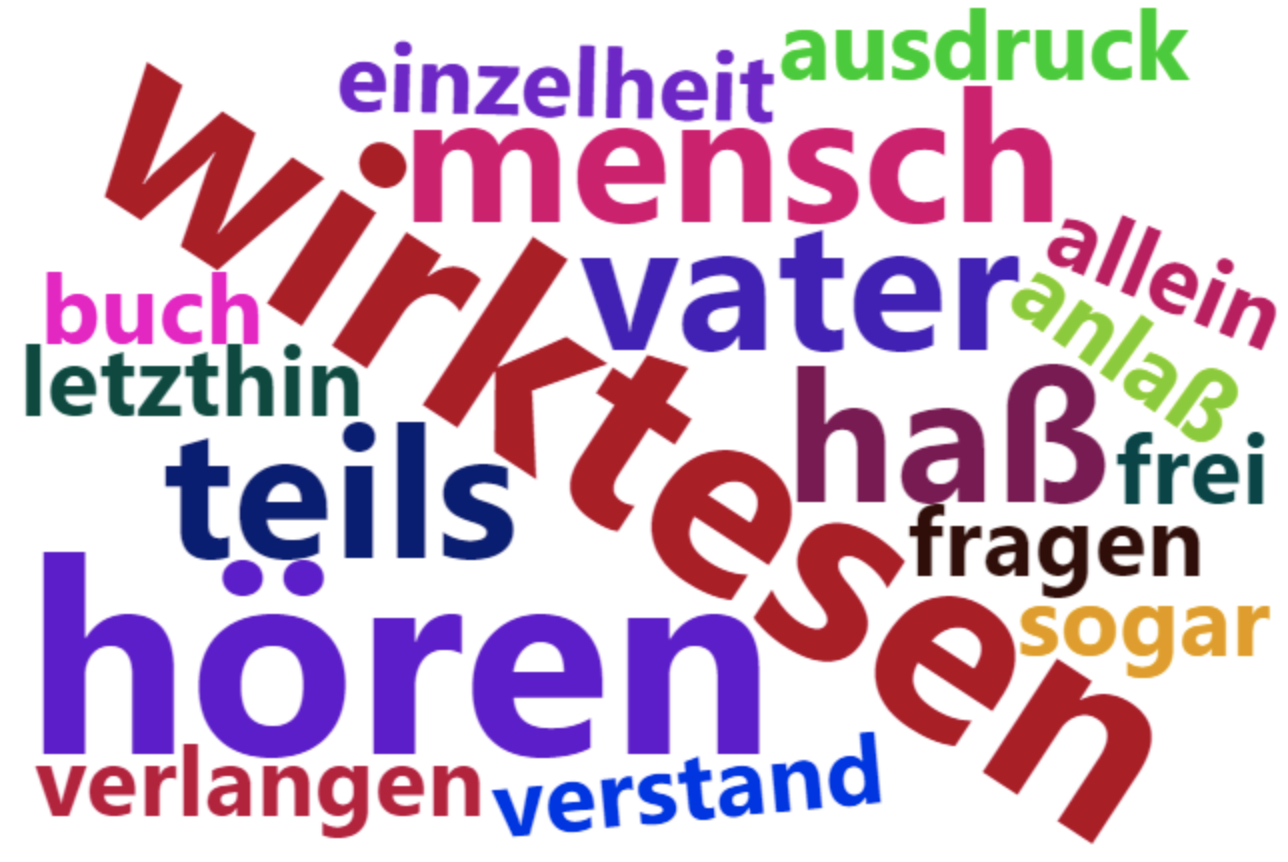 ausdruck
einzelheit
mensch
wirktesen
vater
allein
anlaß
buch
letzthin
haß
teils
frei
fragen
hören
sogar
verlangen
verstand